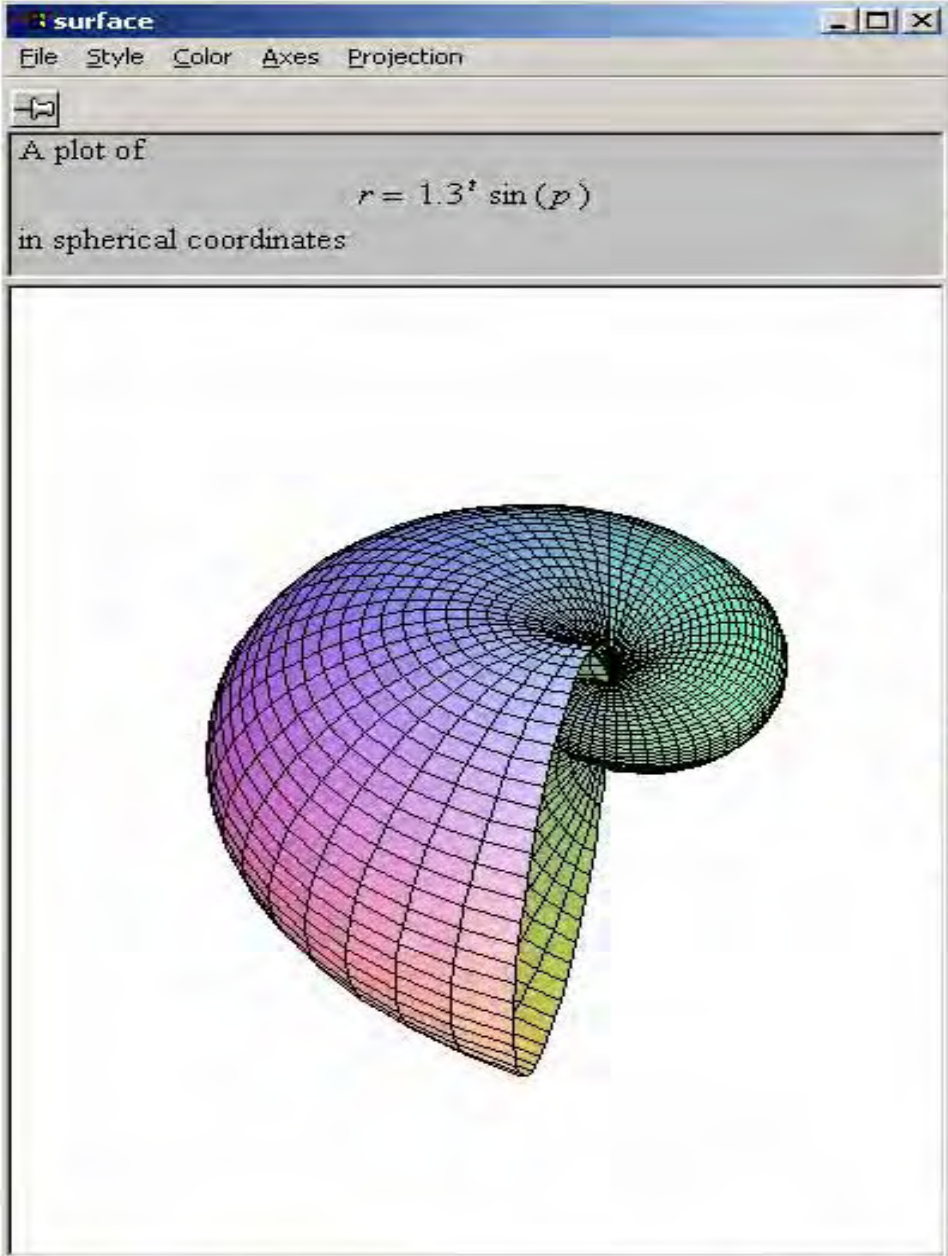 surface
File Style Color Axes Projection
A plot of
r = 1.3^t sin (p)
in spherical coordinates